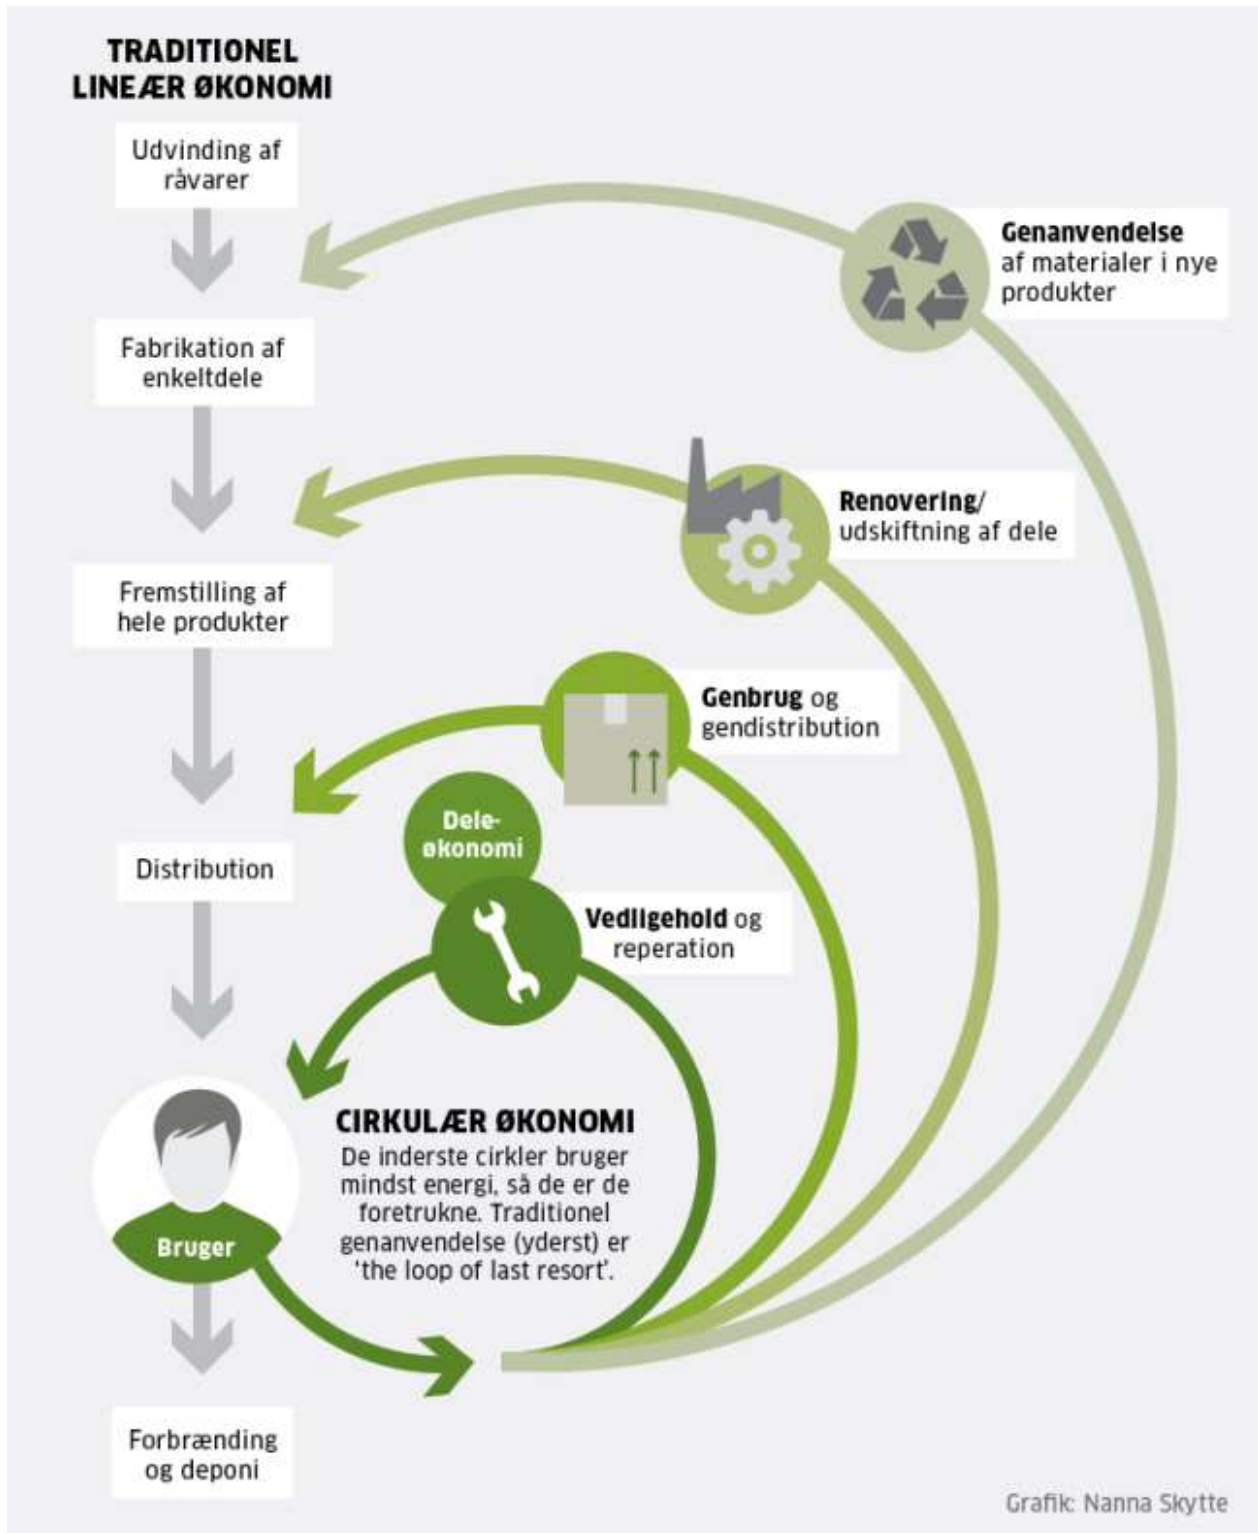 TRADITIONEL
LINEÆR ØKONOMI
Udvinding af
råvarer
Genanvendelse
af materialer i nye
produkter
Fabrikation af
enkeltdele
Renovering/
udskiftning af dele
Fremstilling af
hele produkter
Genbrug og
gendistribution
Dele-
økonomi
Distribution
Vedligehold og
reperation
CIRKULÆR ØKONOMI
De inderste cirkler bruger
mindst energi, så de er de
foretrukne. Traditionel
genanvendelse (yderst) er
‘the loop of last resort’.
Bruger
Forbrænding
og deponi
Grafik: Nanna Skytte